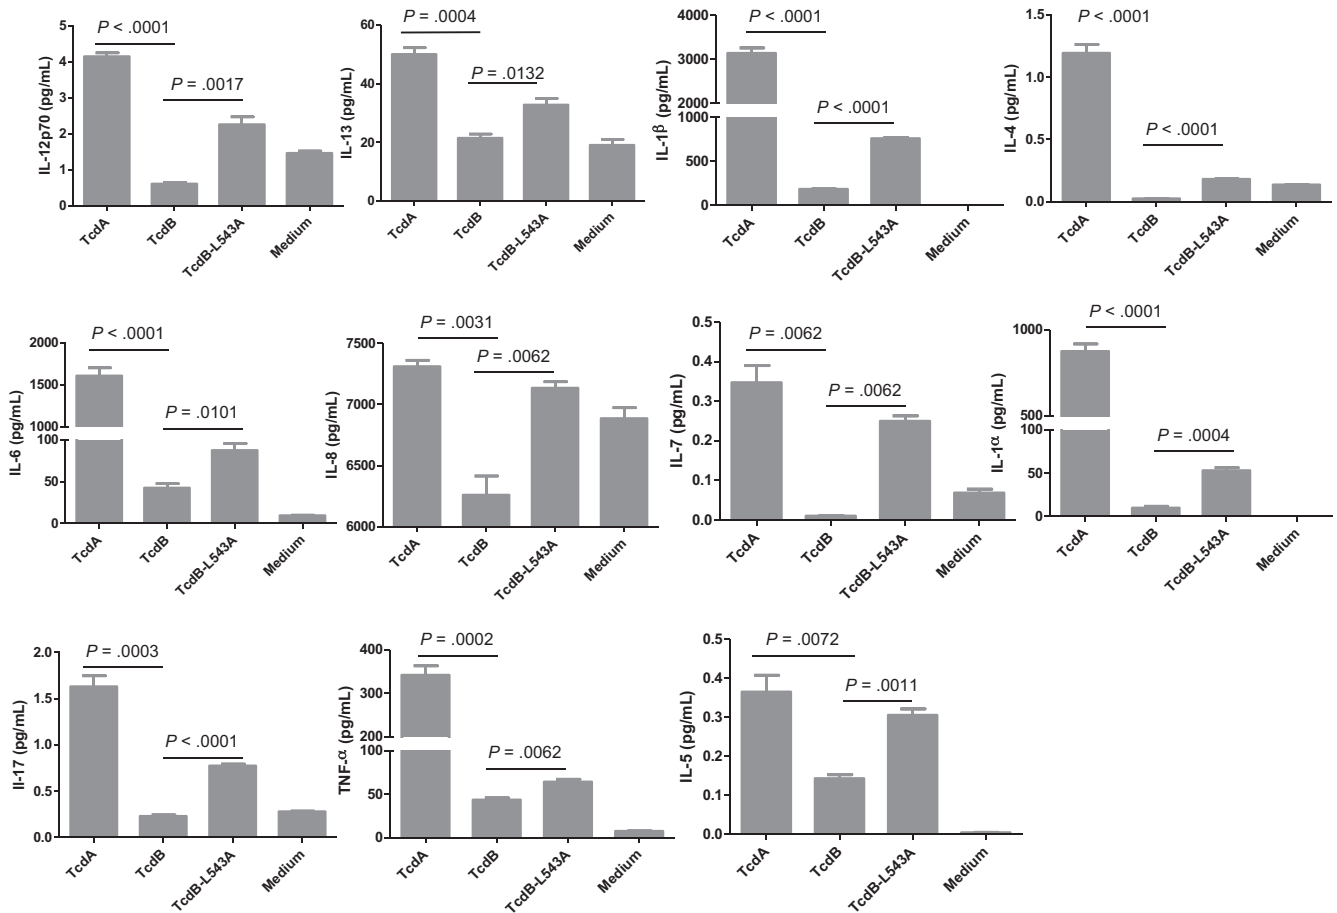 IL-12p70 (pg/mL)
P < .0001
P = .0017
5
4
3
2
1
0
TcdA
TcdB
TcdB-L543A
Medium
IL-13 (pg/mL)
P = .0004
P = .0132
60
40
20
0
TcdA
TcdB
TcdB-L543A
Medium
IL-1β (pg/mL)
P < .0001
P < .0001
4000
3000
2000
1000
500
0
TcdA
TcdB
TcdB-L543A
Medium
IL-4 (pg/mL)
P < .0001
P < .0001
1.5
1.0
0.5
0.0
TcdA
TcdB
TcdB-L543A
Medium
IL-6 (pg/mL)
P < .0001
P = .0101
2000
1500
1000
100
50
0
TcdA
TcdB
TcdB-L543A
Medium
IL-8 (pg/mL)
P = .0031
P = .0062
7500
7000
6500
6000
TcdA
TcdB
TcdB-L543A
Medium
IL-7 (pg/mL)
P = .0062
P = .0062
0.5
0.4
0.3
0.2
0.1
0.0
TcdA
TcdB
TcdB-L543A
Medium
IL-1α (pg/mL)
P < .0001
P = .0004
1000
500
100
50
0
TcdA
TcdB
TcdB-L543A
Medium
Il-17 (pg/mL)
P = .0003
P < .0001
2.0
1.5
1.0
0.5
0.0
TcdA
TcdB
TcdB-L543A
Medium
TNF-α (pg/mL)
P = .0002
P = .0062
400
300
200
100
50
0
TcdA
TcdB
TcdB-L543A
Medium
IL-5 (pg/mL)
P = .0072
P = .0011
0.5
0.4
0.3
0.2
0.1
0.0
TcdA
TcdB
TcdB-L543A
Medium